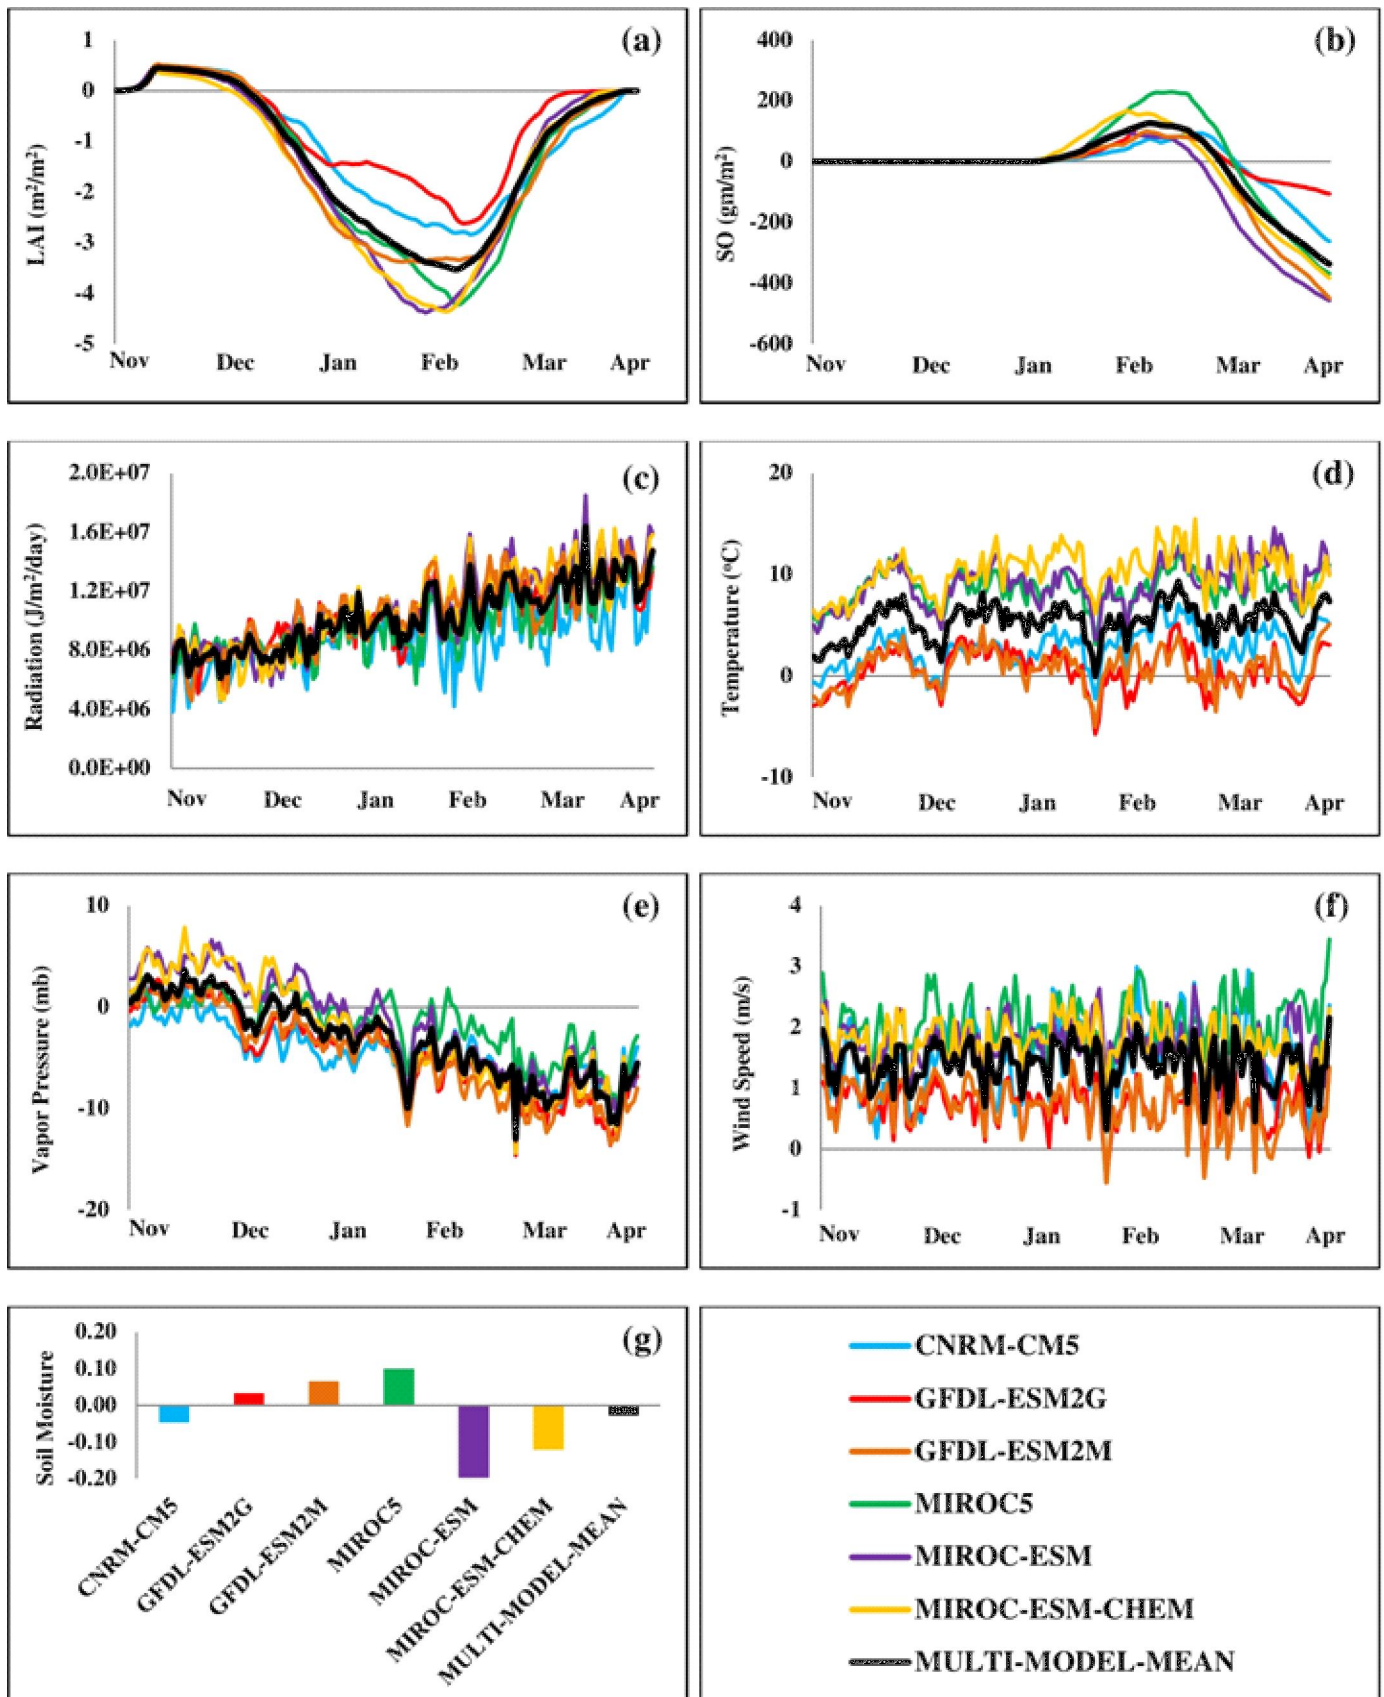 (a)
LAI (m²/m²)
1
0
-1
-2
-3
-4
-5
Nov Dec Jan Feb Mar Apr
(b)
SO (gm/m²)
400
200
0
-200
-400
-600
Nov Dec Jan Feb Mar Apr
(c)
Radiation (J/m²/day)
2.0E+07
1.6E+07
1.2E+07
8.0E+06
4.0E+06
0.0E+00
Nov Dec Jan Feb Mar Apr
(d)
Temperature (°C)
20
10
0
-10
Nov Dec Jan Feb Mar Apr
(e)
Vapor Pressure (mb)
10
0
-10
-20
Nov Dec Jan Feb Mar Apr
(f)
Wind Speed (m/s)
4
3
2
1
0
-1
Nov Dec Jan Feb Mar Apr
(g)
Soil Moisture
0.20
0.10
0.00
-0.10
-0.20
CNRM-CM5
GFDL-ESM2G
GFDL-ESM2M
MIROC5
MIROC-ESM
MIROC-ESM-CHEM
MULTI-MODEL-MEAN
CNRM-CM5
GFDL-ESM2G
GFDL-ESM2M
MIROC5
MIROC-ESM
MIROC-ESM-CHEM
MULTI-MODEL-MEAN